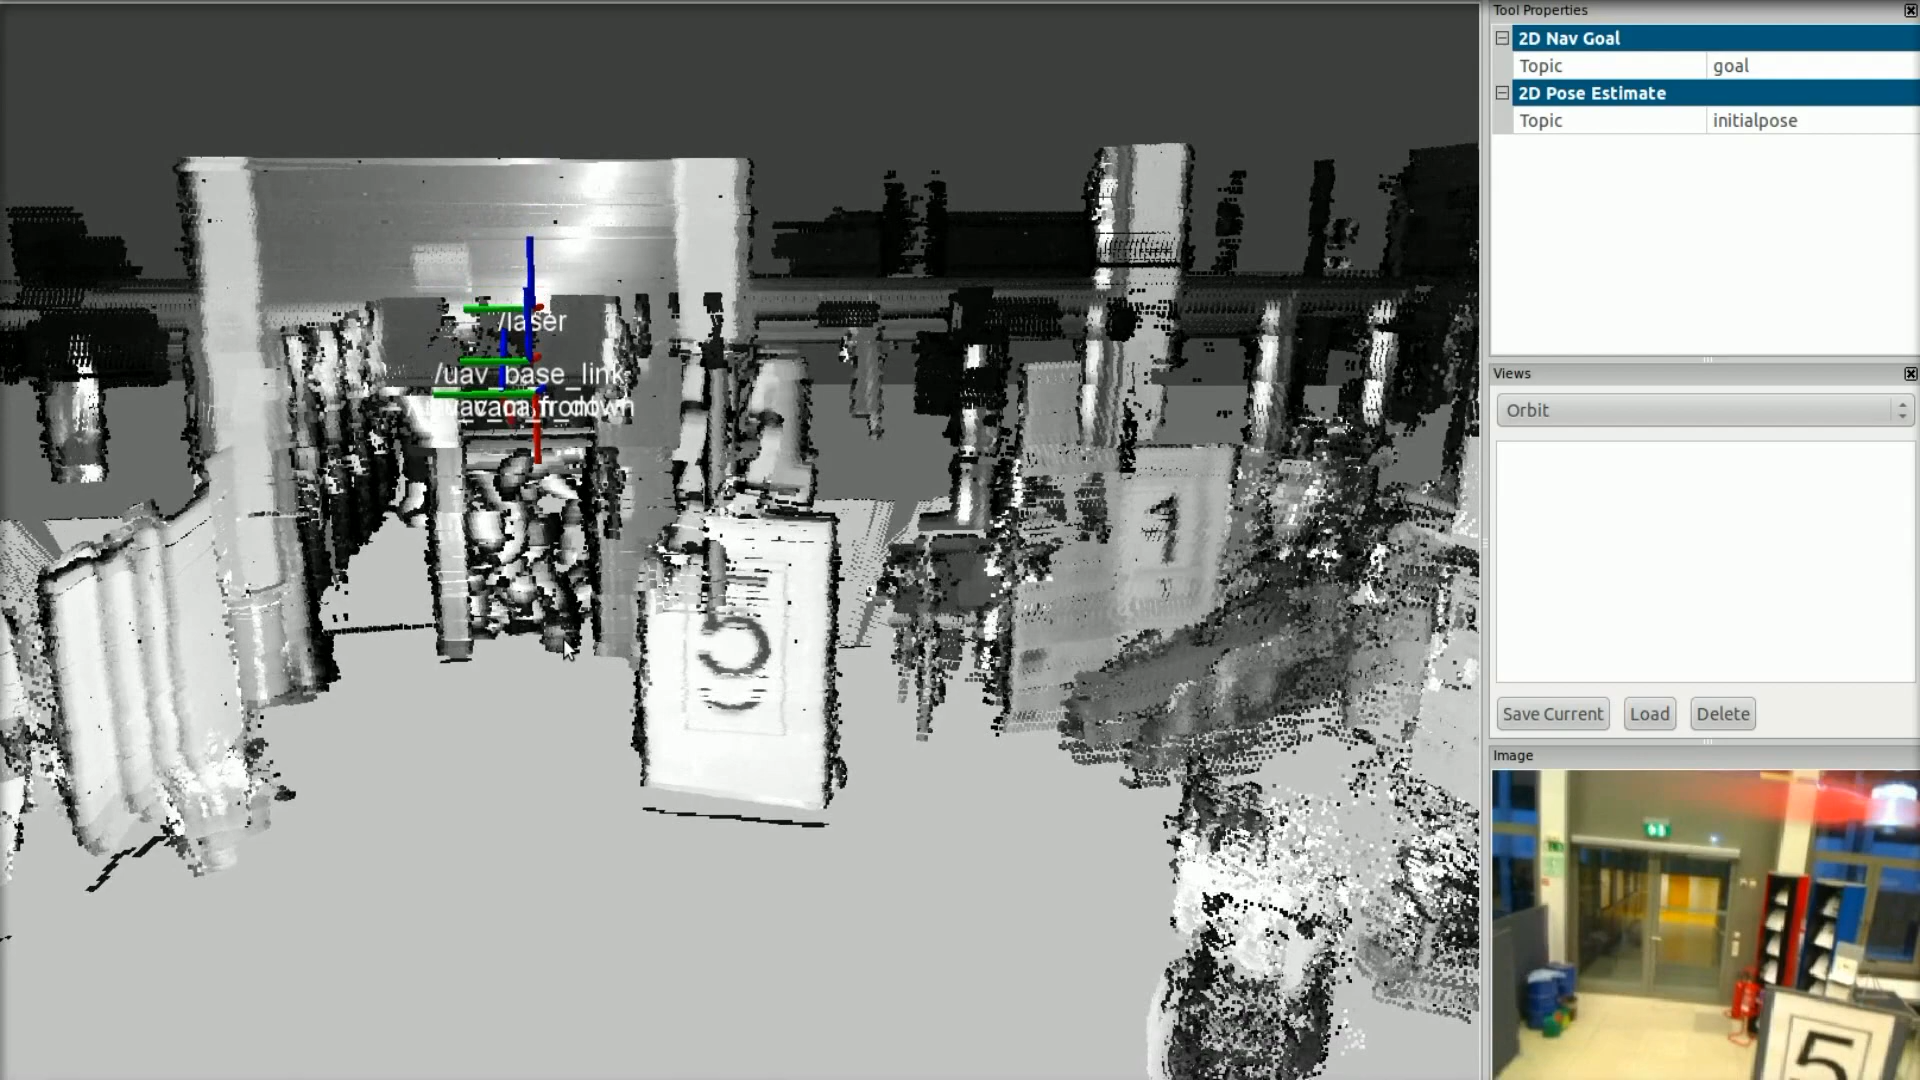 Tool Properties
2D Nav Goal
Topic goal
2D Pose Estimate
Topic initialpose
/laser
/uav_base_link
Views
Orbit
5
1
Save Current Load Delete
Image
5